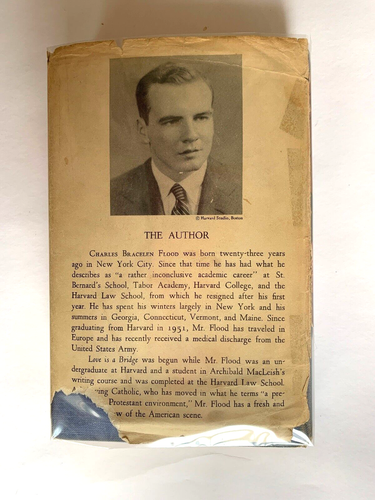 © Harvard Studio, Boston
THE AUTHOR
CHARLES BRACELEN FLOOD was born twenty-three years
ago in New York City. Since that time he has had what he
describes as "a rather inconclusive academic career" at St.
Bernard's School, Tabor Academy, Harvard College, and the
Harvard Law School, from which he resigned after his first
year. He has spent his winters largely in New York and his
summers in Georgia, Connecticut, Vermont, and Maine. Since
graduating from Harvard in 1951, Mr. Flood has traveled in
Europe and has recently received a medical discharge from the
United States Army.
Love is a Bridge was begun while Mr. Flood was an un-
dergraduate at Harvard and a student in Archibald MacLeish's
writing course and was completed at the Harvard Law School.
Catholic, who has moved in what he terms "a pre-
Protestant environment," Mr. Flood has a fresh and
w of the American scene.